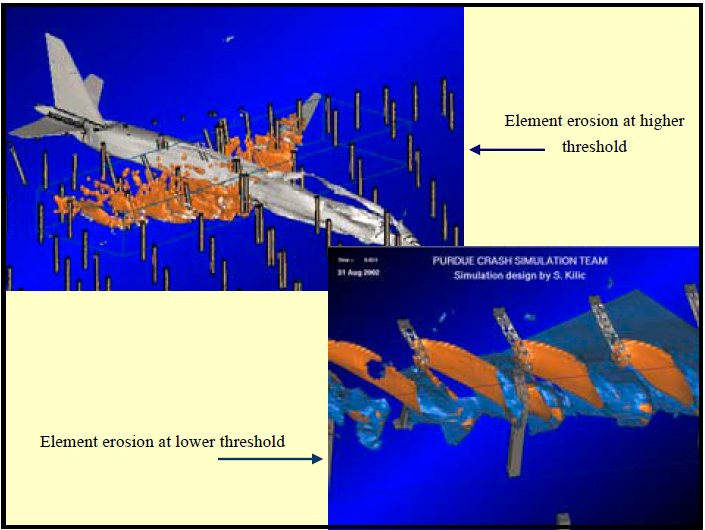 Element erosion at higher
threshold
PURDUE CRASH SIMULATION TEAM
Simulation design by S. Kilic
31 Aug 2002
Element erosion at lower threshold